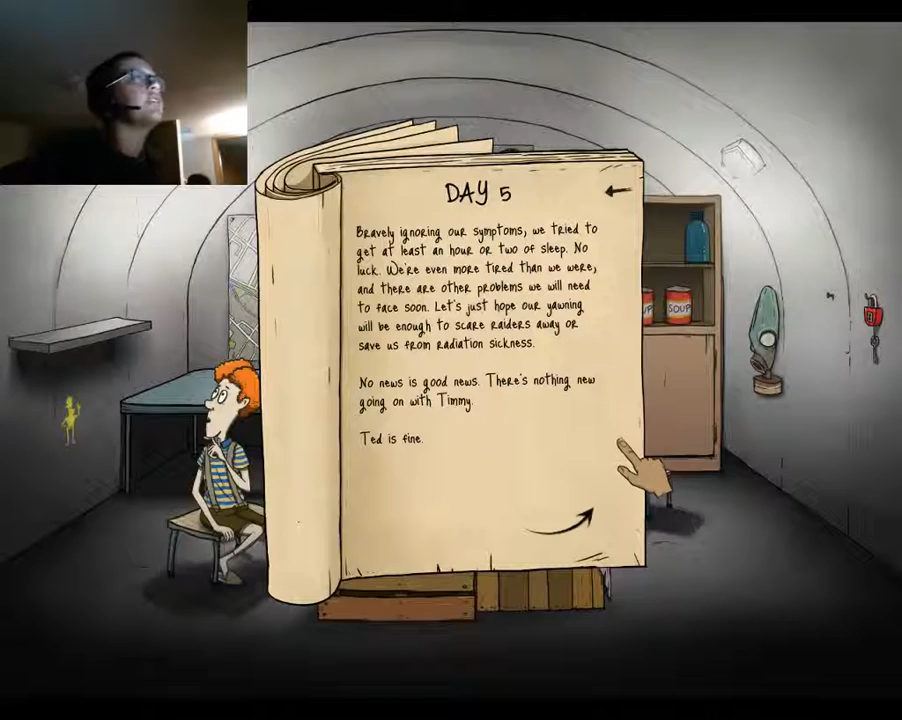 DAY 5
Bravely ignoring our symptoms, we tried to
get at least an hour or two of sleep. No
luck. We're even more tired than we were,
and there are other problems we will need
to face soon. Let's just hope our yawning
will be enough to scare raiders away or
save us from radiation sickness.
No news is good news. There's nothing new
going on with Timmy.
Ted is fine.
UP
SOUP